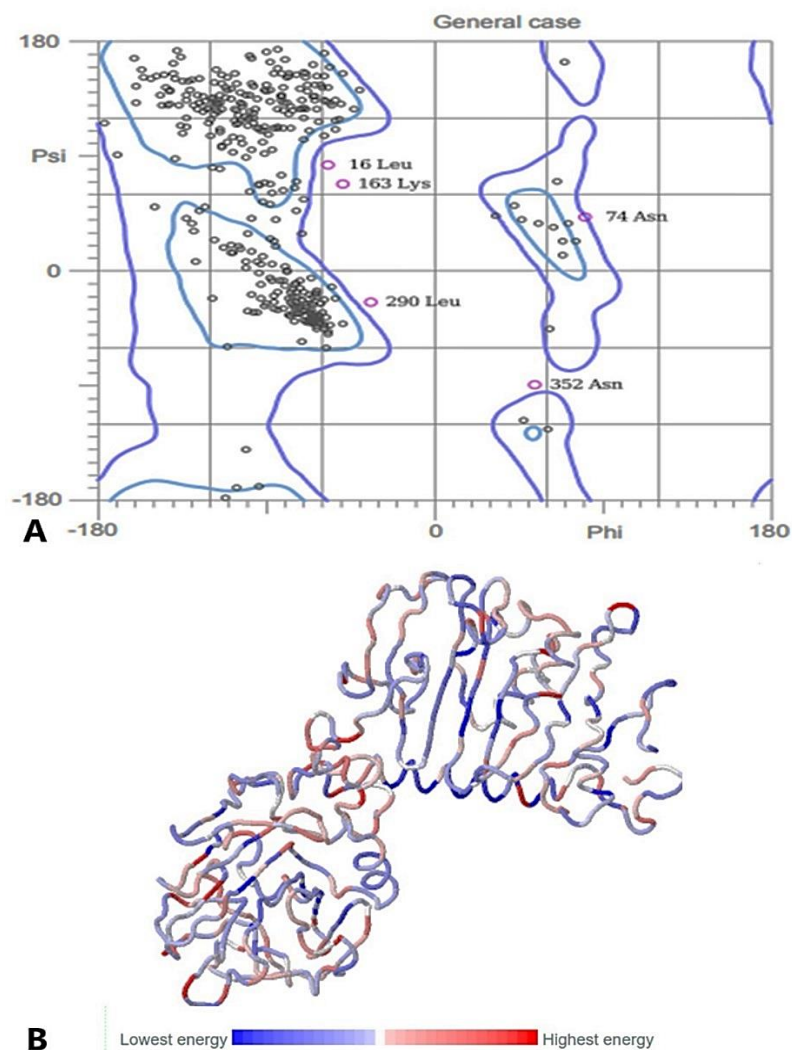 General case
180
Psi
16 Leu
163 Lys
74 Asn
0
290 Leu
352 Asn
-180
A
-180 0 Phi 180
B Lowest energy Highest energy